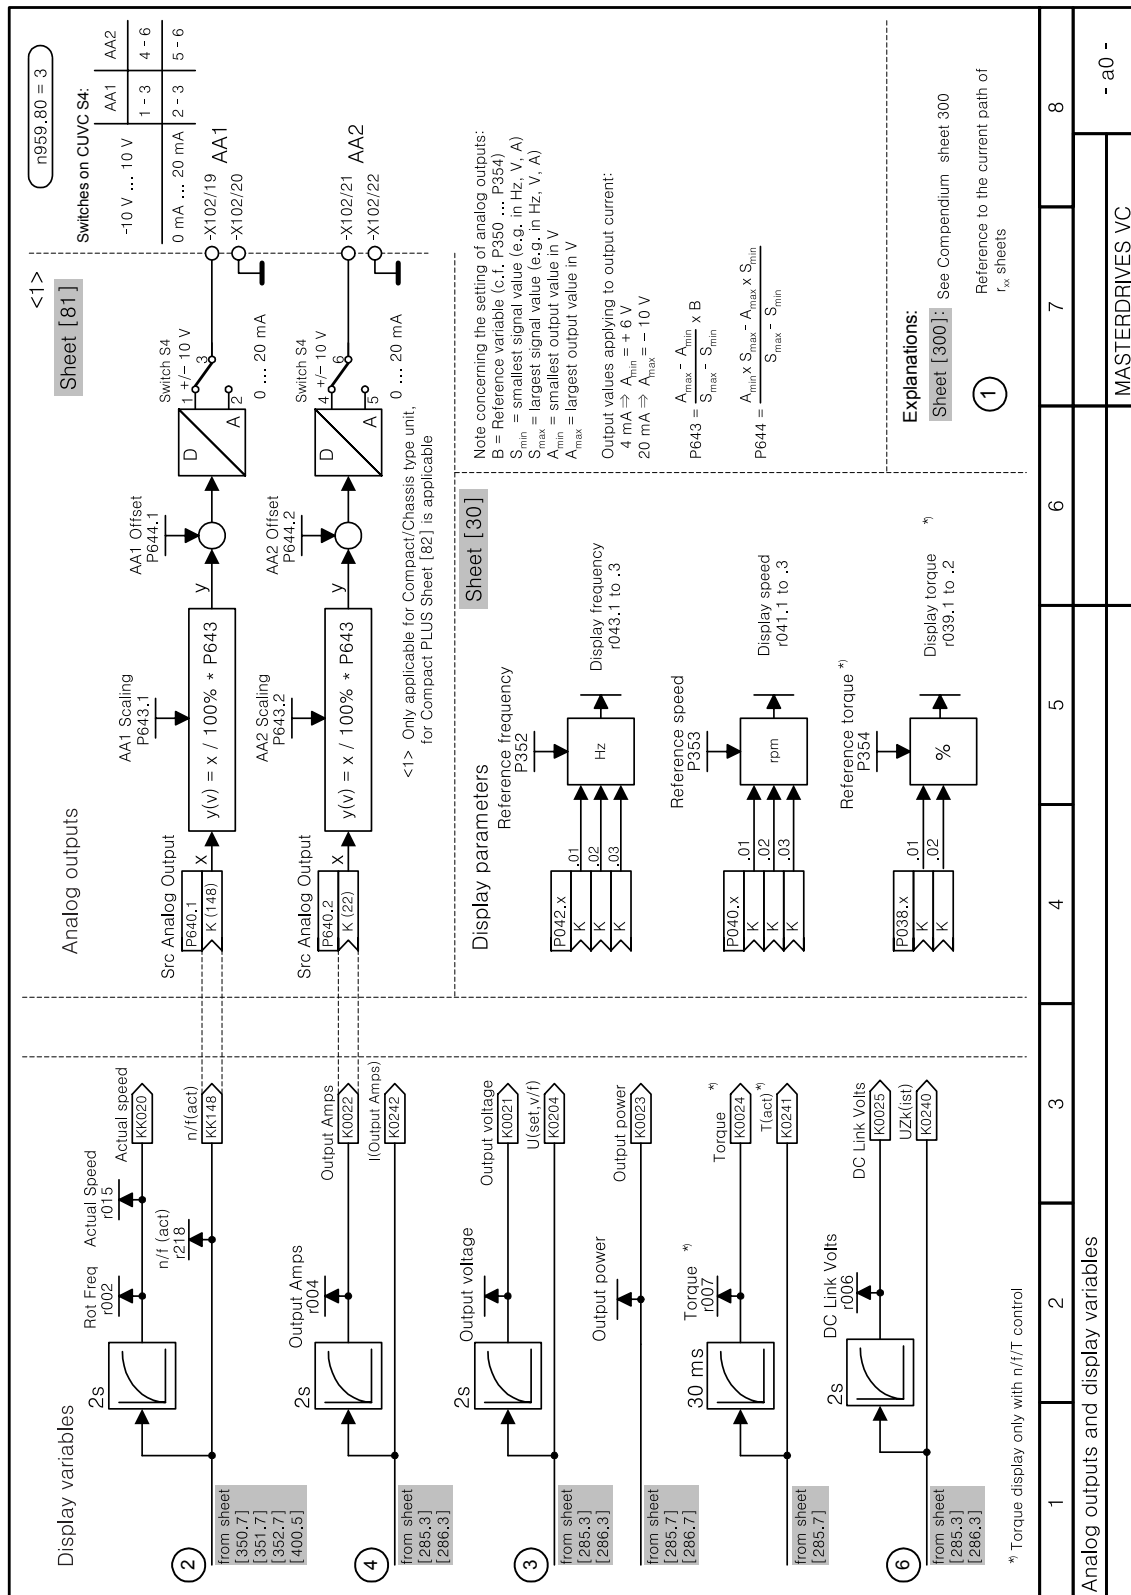 Display variables
Analog outputs
<1>
Sheet [81]
n959.80 = 3
Switches on CUVC S4:
AA1 AA2
-10 V ... 10 V 1 - 3 4 - 6
0 mA ... 20 mA 2 - 3 5 - 6
2s
Rot Freq
r002
Actual Speed
r015
Actual speed
KK020
n/f (act)
r218
n/f(act)
KK148
2
from sheet
[350.7]
[351.7]
[352.7]
[400.5]
Src Analog Output
P640.1
K (148)
x
AA1 Scaling
P643.1
y(v) = x / 100% * P643
y
AA1 Offset
P644.1
D
A
Switch S4
1 +/– 10 V
3
2
0 ... 20 mA
-X102/19
AA1
-X102/20
4
from sheet
[285.3]
[286.3]
2s
Output Amps
r004
Output Amps
K0022
I(Output Amps)
K0242
Src Analog Output
P640.2
K (22)
x
AA2 Scaling
P643.2
y(v) = x / 100% * P643
y
AA2 Offset
P644.2
D
A
Switch S4
4 +/– 10 V
6
5
0 ... 20 mA
-X102/21
AA2
-X102/22
<1> Only applicable for Compact/Chassis type unit,
for Compact PLUS Sheet [82] is applicable
3
from sheet
[285.3]
[286.3]
2s
Output voltage
Output voltage
K0021
U(set,v/f)
K0204
from sheet
[285.7]
[286.7]
Output power
Output power
K0023
from sheet
[285.7]
30 ms
Torque *)
r007
Torque *)
K0024
T(act) *)
K0241
6
from sheet
[285.3]
[286.3]
2s
DC Link Volts
r006
DC Link Volts
K0025
UZk(ist)
K0240
*) Torque display only with n/f/T control
Display parameters
Sheet [30]
Reference frequency
P352
P042.x
K .01
K .02
K .03
Hz
Display frequency
r043.1 to .3
Reference speed
P353
P040.x
K .01
K .02
K .03
rpm
Display speed
r041.1 to .3
Reference torque *)
P354
P038.x
K .01
K .02
%
Display torque *)
r039.1 to .2
Note concerning the setting of analog outputs:
B = Reference variable (c.f. P350 ... P354)
Smin = smallest signal value (e.g. in Hz, V, A)
Smax = largest signal value (e.g. in Hz, V, A)
Amin = smallest output value in V
Amax = largest output value in V
Output values applying to output current:
4 mA ⇒ Amin = + 6 V
20 mA ⇒ Amax = – 10 V
P643 = Amax - Amin / Smax - Smin x B
P644 = Amin x Smax - Amax x Smin / Smax - Smin
Explanations:
Sheet [300]: See Compendium sheet 300
1
Reference to the current path of
rxx sheets
1 2 3 4 5 6 7 8
Analog outputs and display variables
MASTERDRIVES VC
- a0 -